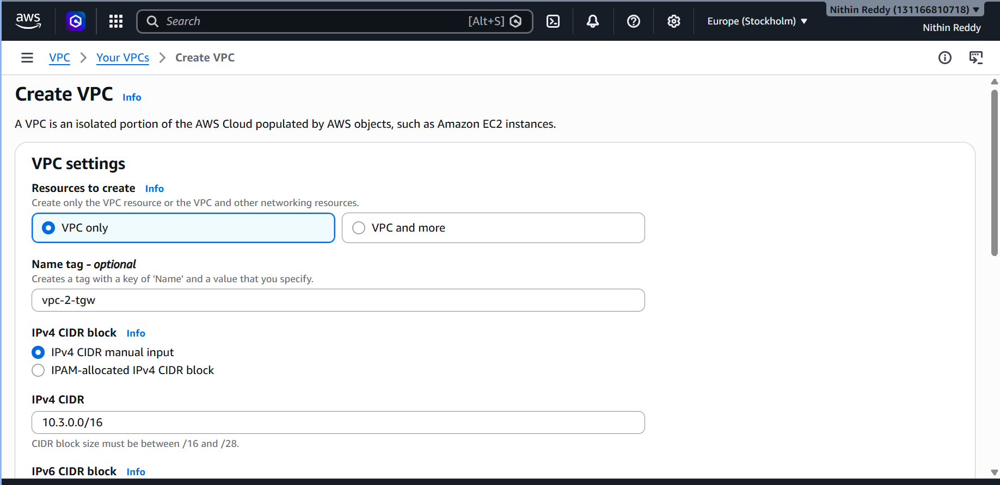 aws
Search [Alt+S]
Europe (Stockholm)
Nithin Reddy (131166810718)
Nithin Reddy
VPC
Your VPCs
Create VPC
Create VPC Info
A VPC is an isolated portion of the AWS Cloud populated by AWS objects, such as Amazon EC2 instances.
VPC settings
Resources to create Info
Create only the VPC resource or the VPC and other networking resources.
VPC only
VPC and more
Name tag - optional
Creates a tag with a key of 'Name' and a value that you specify.
vpc-2-tgw
IPv4 CIDR block Info
IPv4 CIDR manual input
IPAM-allocated IPv4 CIDR block
IPv4 CIDR
10.3.0.0/16
CIDR block size must be between /16 and /28.
IPv6 CIDR block Info